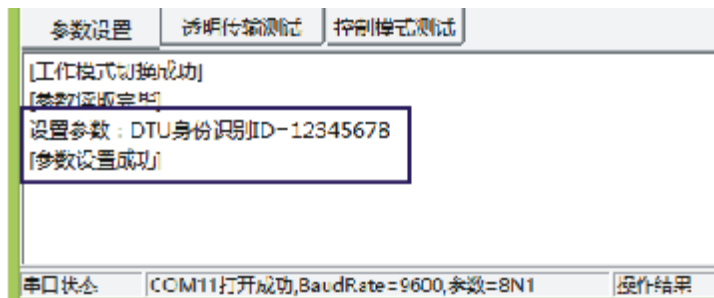 参数设置 透明传输测试 控制模式测试
[工作模式切换成功]
[参数读取完毕]
设置参数：DTU身份识别ID=12345678
[参数设置成功]
串口状态 COM11打开成功,BaudRate=9600,参数=8N1 操作结果